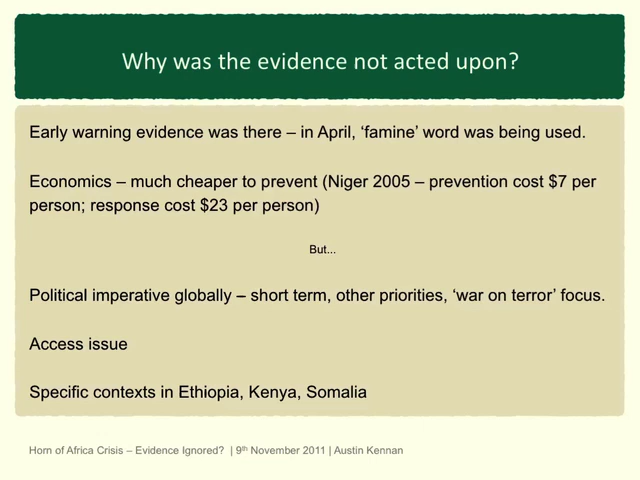 Why was the evidence not acted upon?
Early warning evidence was there – in April, ‘famine’ word was being used.
Economics – much cheaper to prevent (Niger 2005 – prevention cost $7 per
person; response cost $23 per person)
But...
Political imperative globally – short term, other priorities, ‘war on terror’ focus.
Access issue
Specific contexts in Ethiopia, Kenya, Somalia
Horn of Africa Crisis – Evidence Ignored? | 9th November 2011 | Austin Kennan